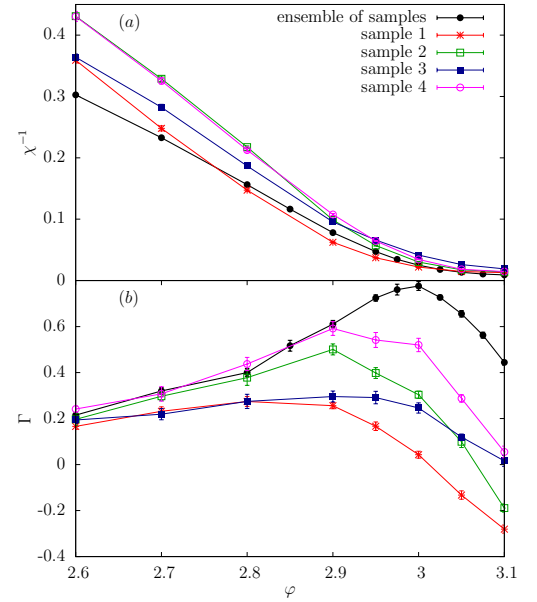 (a)
ensemble of samples
sample 1
sample 2
sample 3
sample 4
0.4
0.3
0.2
0.1
0
χ⁻¹
(b)
0.6
0.4
0.2
0
-0.2
-0.4
Γ
2.6 2.7 2.8 2.9 3 3.1
φ